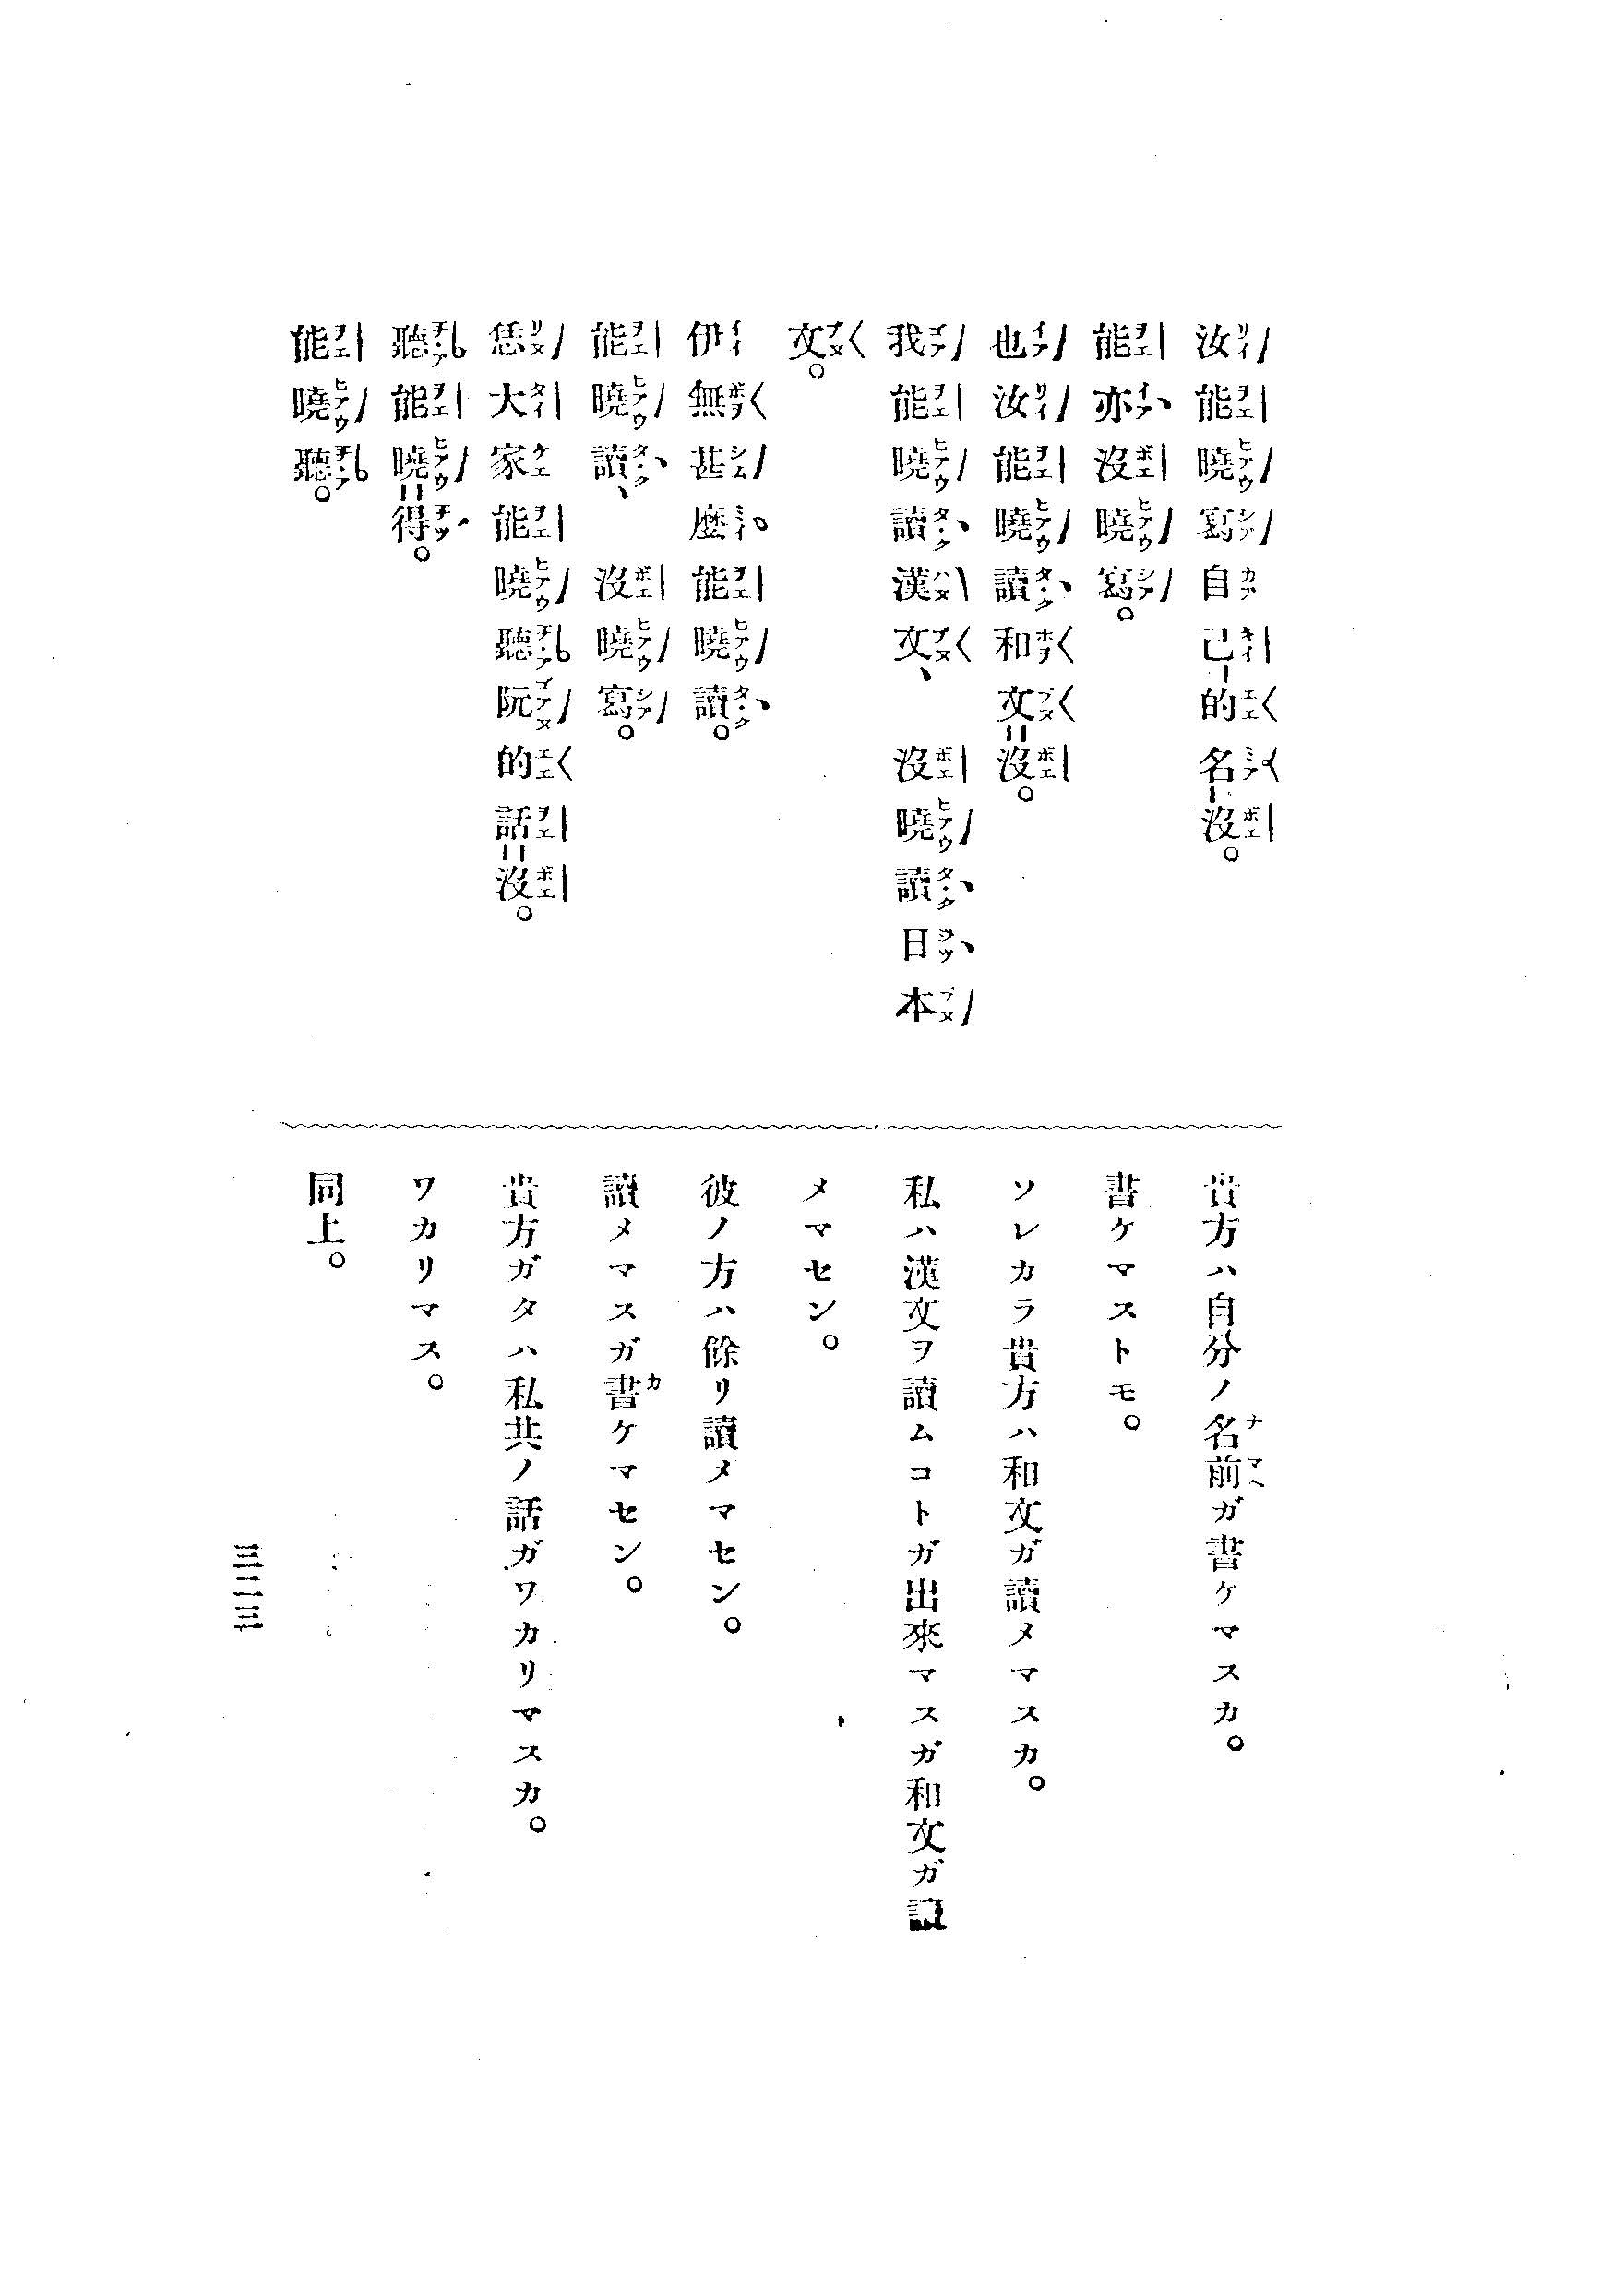 汝能曉寫自己-的名-沒。
能亦沒曉寫。
也汝能曉讀和文=沒。
我能曉讀漢文、沒曉讀日本
文。
伊無甚麼能曉讀。
能曉讀、沒曉寫。
恁大家能曉聽阮的話=沒。
聽能曉=得。
能曉聽。
貴方ハ自分ノ名前ガ書ケマスカ。
書ケマストモ。
ソレカラ貴方ハ和文ガ讀メマスカ。
私ハ漢文ヲ讀ムコトガ出來マスガ和文ガ讀
メマセン。
彼ノ方ハ餘リ讀メマセン。
讀メマスガ書ケマセン。
貴方ガタハ私共ノ話ガワカリマスカ。
ワカリマス。
同上。
三二三